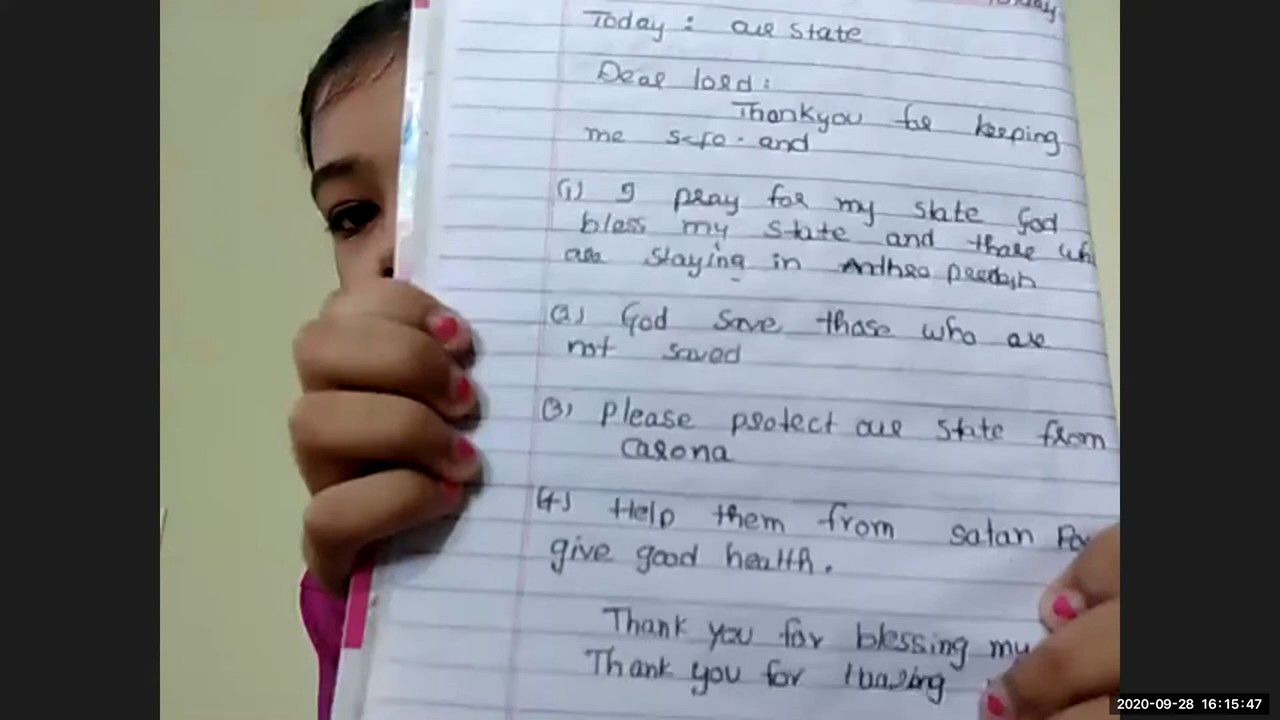 Today : our state
Dear lord :
Thankyou for keeping
me safe. and
(1) I pray for my state God
bless my state and those
are staying in Andhra predesh
(2) God save those who are
not saved
(3) Please protect our state from
carona
(4) Help them from satan
give good health.
Thank you for blessing my
Thank you for
2020-09-28 16:15:47